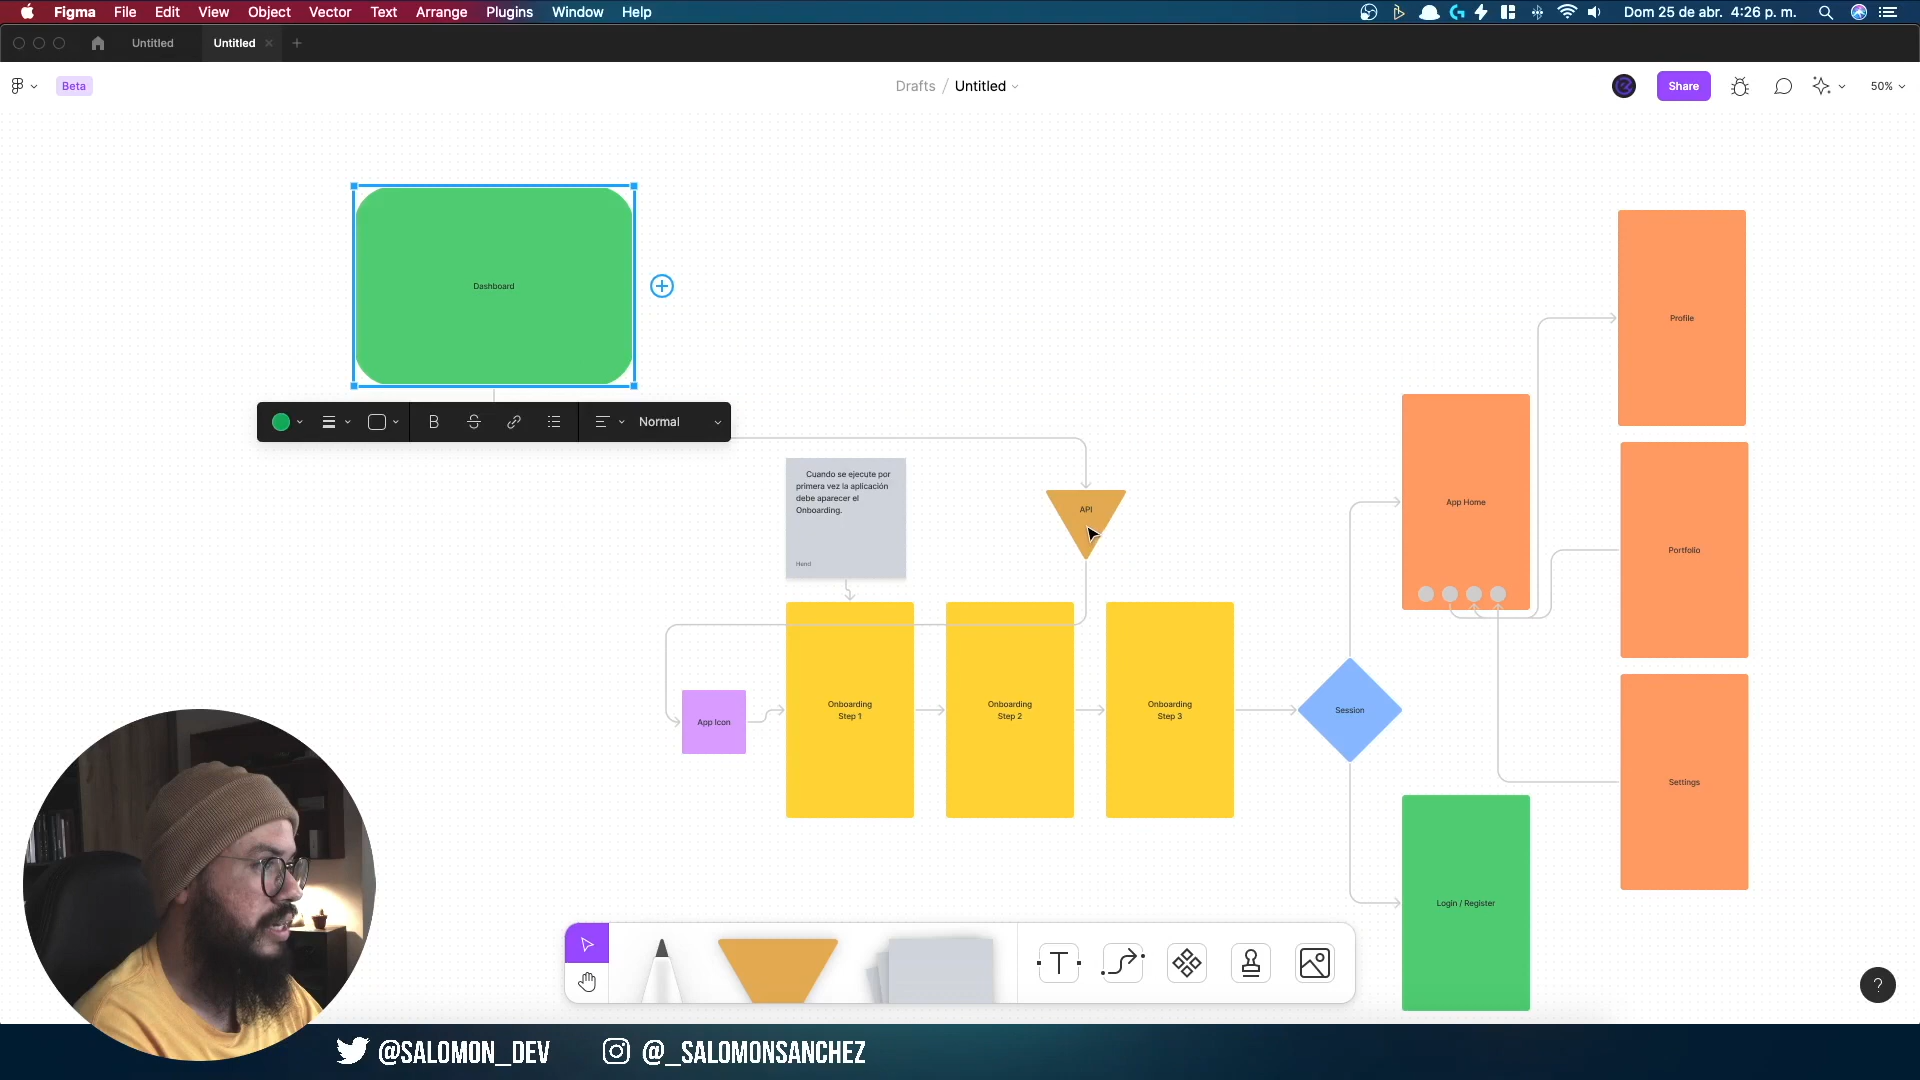 Figma File Edit View Object Vector Text Arrange Plugins Window Help
Dom 25 de abr. 4:26 p. m.
Untitled
Untitled
Beta
Drafts / Untitled
Share
50%
Dashboard
Normal
Cuando se ejecute por
primera vez la aplicación
debe aparecer el
Onboarding.
Hend
API
Profile
App Home
Portfolio
App Icon
Onboarding
Step 1
Onboarding
Step 2
Onboarding
Step 3
Session
Settings
Login / Register
T
?
@SALOMON_DEV
@_SALOMONSANCHEZ